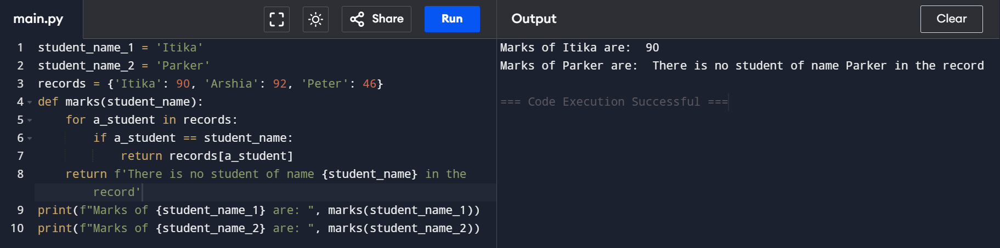 main.py
Share
Run
Output
Clear
1 student_name_1 = 'Itika'
2 student_name_2 = 'Parker'
3 records = {'Itika': 90, 'Arshia': 92, 'Peter': 46}
4 def marks(student_name):
5     for a_student in records:
6         if a_student == student_name:
7             return records[a_student]
8     return f'There is no student of name {student_name} in the
        record'
9 print(f"Marks of {student_name_1} are: ", marks(student_name_1))
10 print(f"Marks of {student_name_2} are: ", marks(student_name_2))
Marks of Itika are:  90
Marks of Parker are:  There is no student of name Parker in the record
=== Code Execution Successful ===